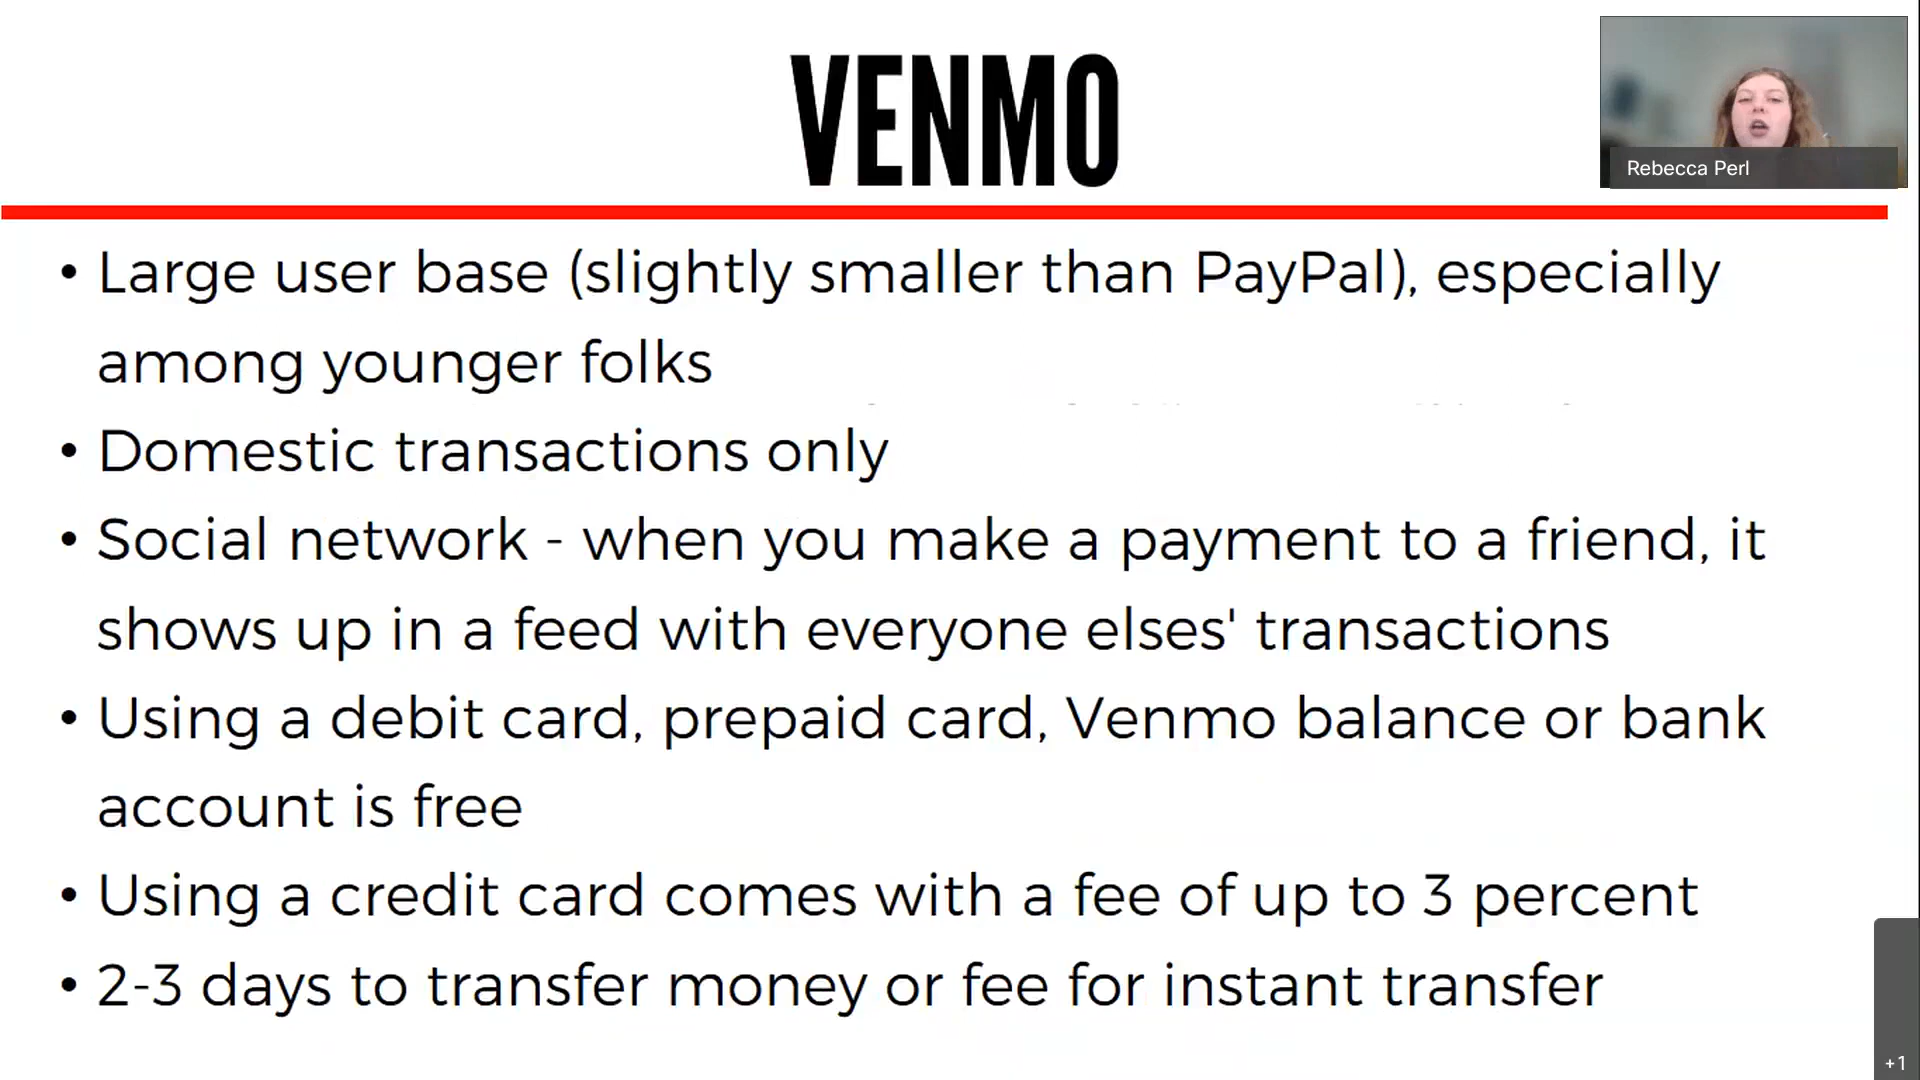 VENMO
Rebecca Perl
• Large user base (slightly smaller than PayPal), especially
among younger folks
• Domestic transactions only
• Social network - when you make a payment to a friend, it
shows up in a feed with everyone elses' transactions
• Using a debit card, prepaid card, Venmo balance or bank
account is free
• Using a credit card comes with a fee of up to 3 percent
• 2-3 days to transfer money or fee for instant transfer
+1